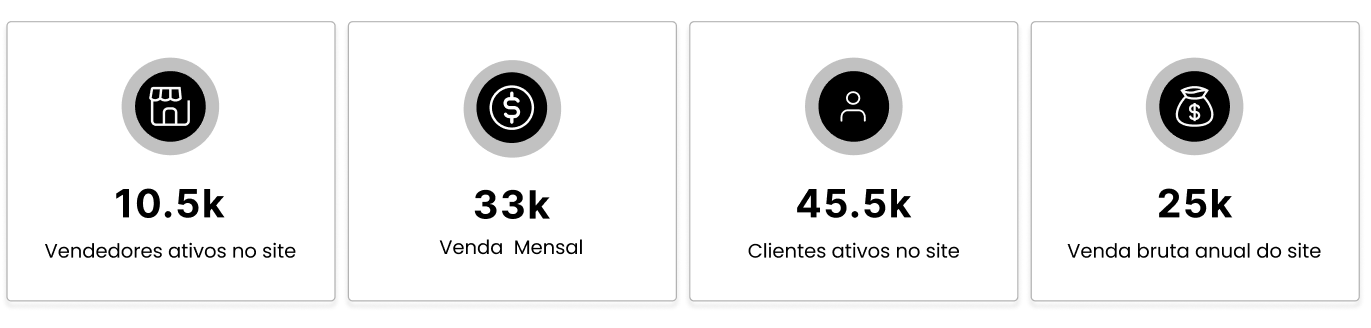 $
$
10.5k
33k
45.5k
25k
Vendedores ativos no site
Venda Mensal
Clientes ativos no site
Venda bruta anual do site